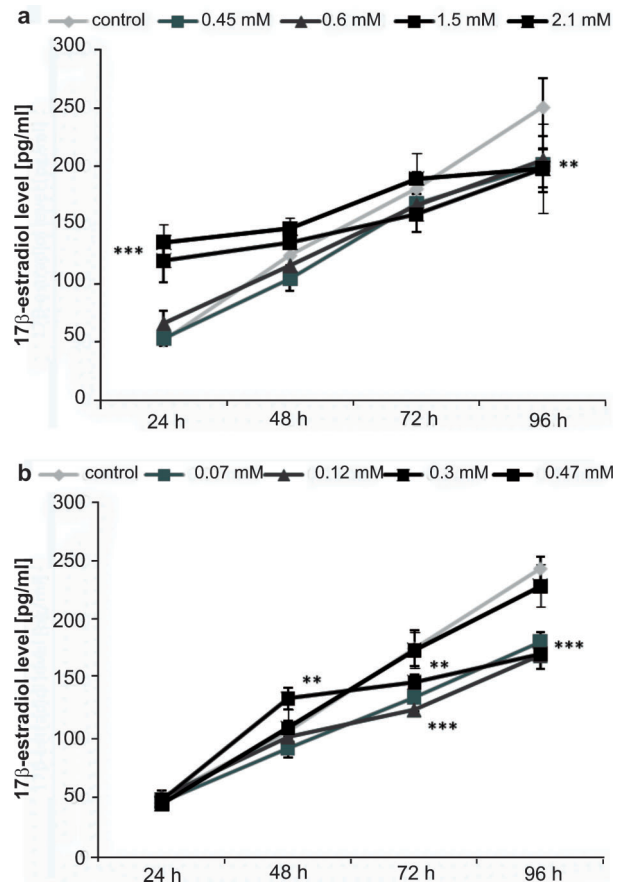 a
control 0.45 mM 0.6 mM 1.5 mM 2.1 mM
300
250
200
150
100
50
0
17β-estradiol level [pg/ml]
***
**
24 h 48 h 72 h 96 h
b
control 0.07 mM 0.12 mM 0.3 mM 0.47 mM
300
250
200
150
100
50
0
17β-estradiol level [pg/ml]
**
**
***
***
24 h 48 h 72 h 96 h